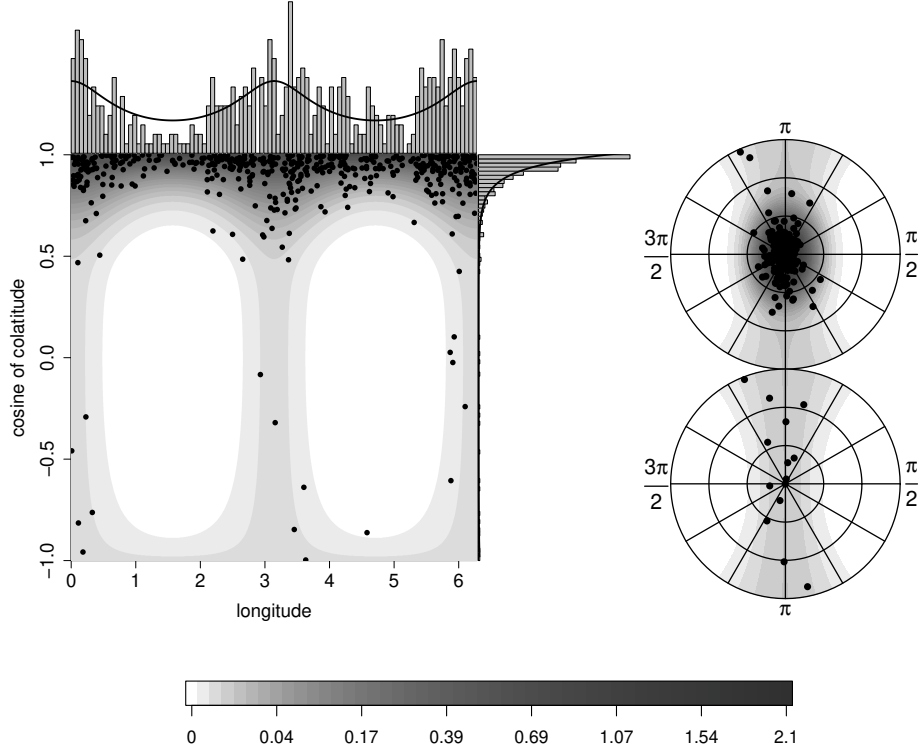 π
1.0
0.5
0.0
−0.5
−1.0
cosine of colatitude
3π
2
π
2
3π
2
π
2
0 1 2 3 4 5 6
longitude
π
0 0.04 0.17 0.39 0.69 1.07 1.54 2.1